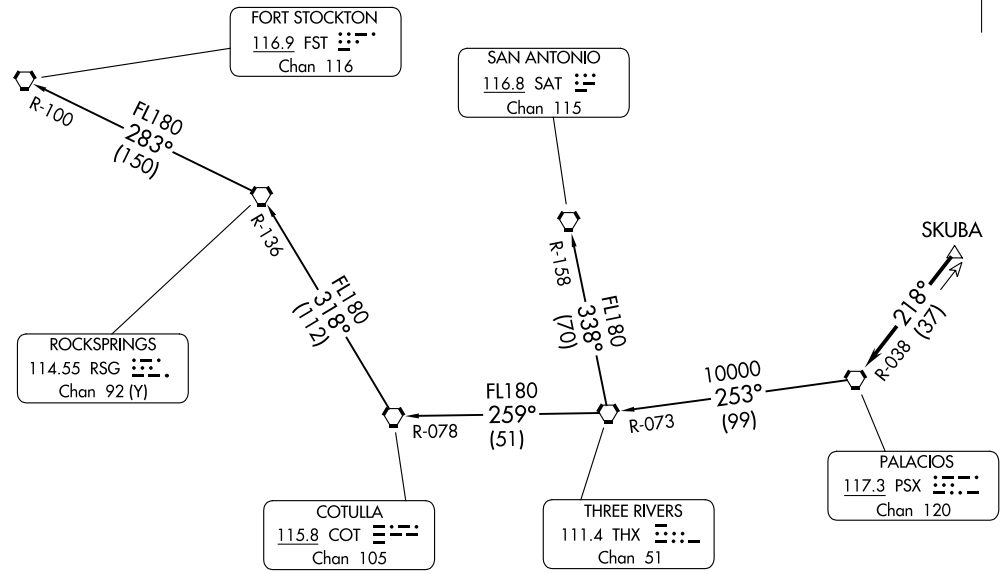 FORT STOCKTON
116.9 FST
Chan 116
SAN ANTONIO
116.8 SAT
Chan 115
R-100
FL180
283°
(150)
R-136
FL180
318°
(112)
R-158
FL180
338°
(70)
SKUBA
218°
(37)
R-038
ROCKSPRINGS
114.55 RSG
Chan 92 (Y)
10000
253°
(99)
R-073
FL180
259°
(51)
R-078
PALACIOS
117.3 PSX
Chan 120
COTULLA
115.8 COT
Chan 105
THREE RIVERS
111.4 THX
Chan 51